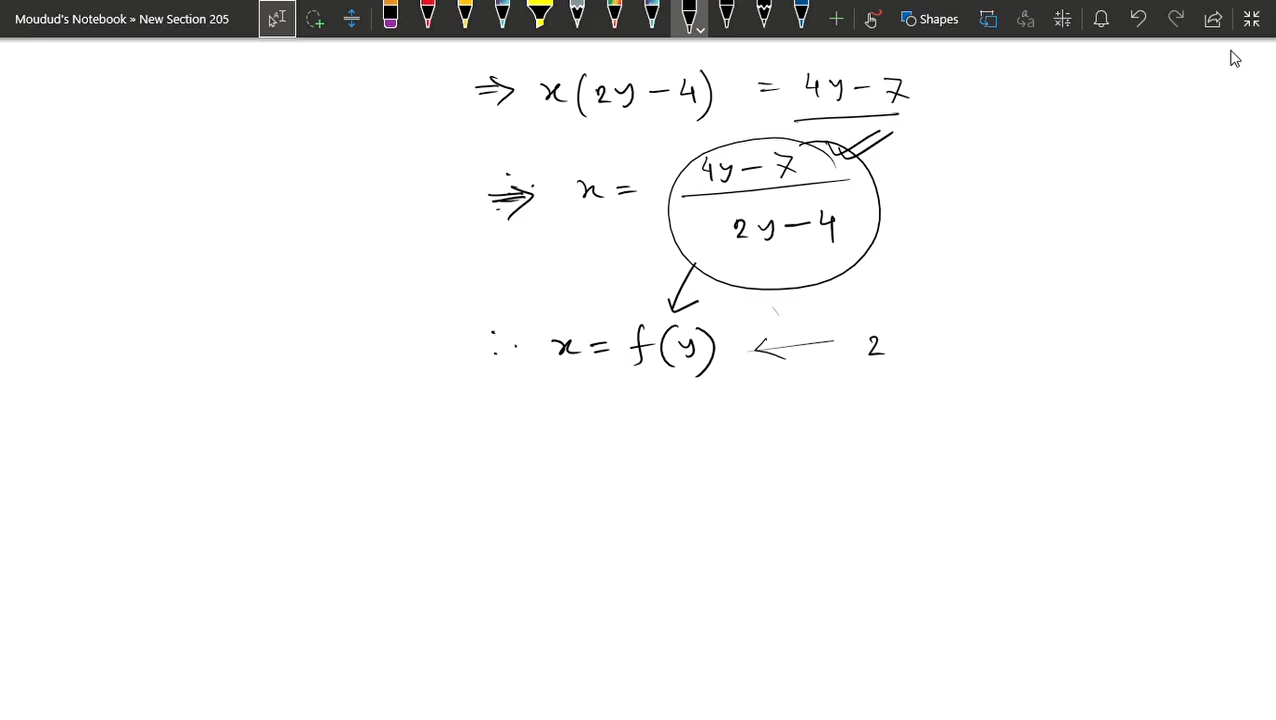 Moudud's Notebook » New Section 205
Shapes
⇒ x(2y-4) = 4y-7
⇒ x = 4y-7
2y-4
∴ x = f(y) ← 2